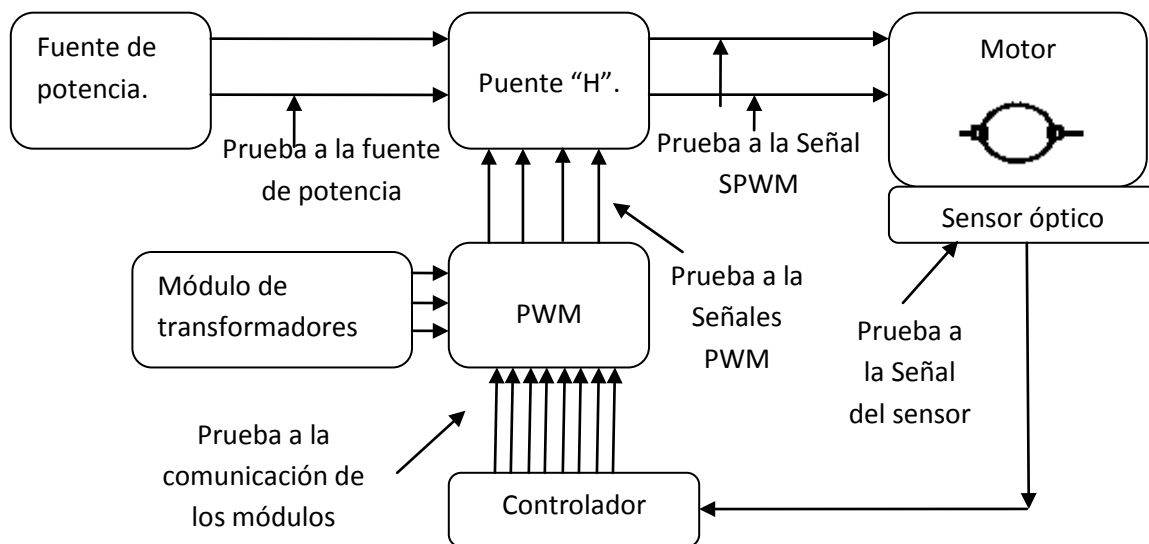 Fuente de
potencia.
Puente “H”.
Motor
Prueba a la fuente
de potencia
Prueba a la Señal
SPWM
Sensor óptico
Módulo de
transformadores
PWM
Prueba a la
Señales
PWM
Prueba a
la Señal
del sensor
Prueba a la
comunicación de
los módulos
Controlador